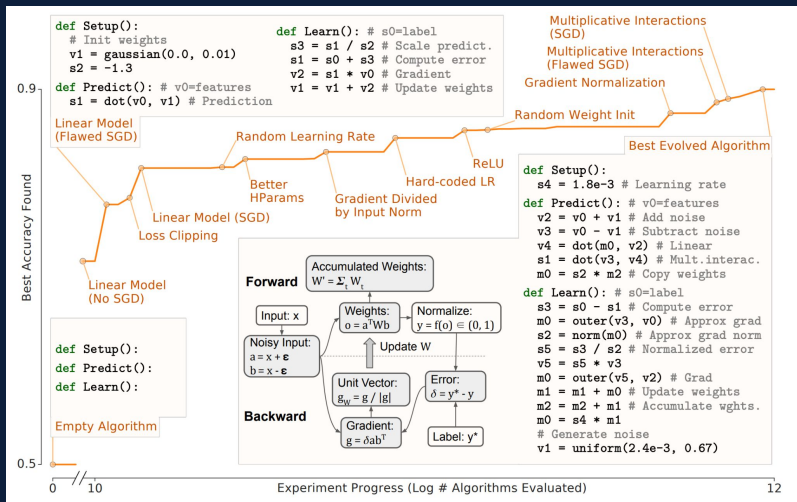 def Setup():
# Init weights
v1 = gaussian(0.0, 0.01)
s2 = -1.3
def Predict(): # v0=features
s1 = dot(v0, v1) # Prediction
def Learn(): # s0=label
s3 = s1 / s2 # Scale predict.
s1 = s0 + s3 # Compute error
v2 = s1 * v0 # Gradient
v1 = v1 + v2 # Update weights
Multiplicative Interactions
(SGD)
Multiplicative Interactions
(Flawed SGD)
Gradient Normalization
Random Weight Init
0.9
Linear Model
(Flawed SGD)
Random Learning Rate
ReLU
Hard-coded LR
Better
HParams
Gradient Divided
by Input Norm
Linear Model (SGD)
Loss Clipping
Linear Model
(No SGD)
Best Evolved Algorithm
def Setup():
s4 = 1.8e-3 # Learning rate
def Predict(): # v0=features
v2 = v0 + v1 # Add noise
v3 = v0 - v1 # Subtract noise
v4 = dot(m0, v2) # Linear
s1 = dot(v3, v4) # Mult.interac.
m0 = s2 * m2 # Copy weights
def Learn(): # s0=label
s3 = s0 - s1 # Compute error
m0 = outer(v3, v0) # Approx grad
s2 = norm(m0) # Approx grad norm
s5 = s3 / s2 # Normalized error
v5 = s5 * v3
m0 = outer(v5, v2) # Grad
m1 = m1 + m0 # Update weights
m2 = m2 + m1 # Accumulate wghts.
m0 = s4 * m1
# Generate noise
v1 = uniform(2.4e-3, 0.67)
Forward
Accumulated Weights:
W' = Σt Wt
Input: x
Weights:
o = aᵀWb
Normalize:
y = f(o) ∈ (0, 1)
Noisy Input:
a = x + ε
b = x - ε
Update W
Unit Vector:
gw = g / |g|
Error:
δ = y* - y
Backward
Gradient:
g = δabᵀ
Label: y*
def Setup():
def Predict():
def Learn():
Empty Algorithm
Best Accuracy Found
0.5
0
10
Experiment Progress (Log # Algorithms Evaluated)
12